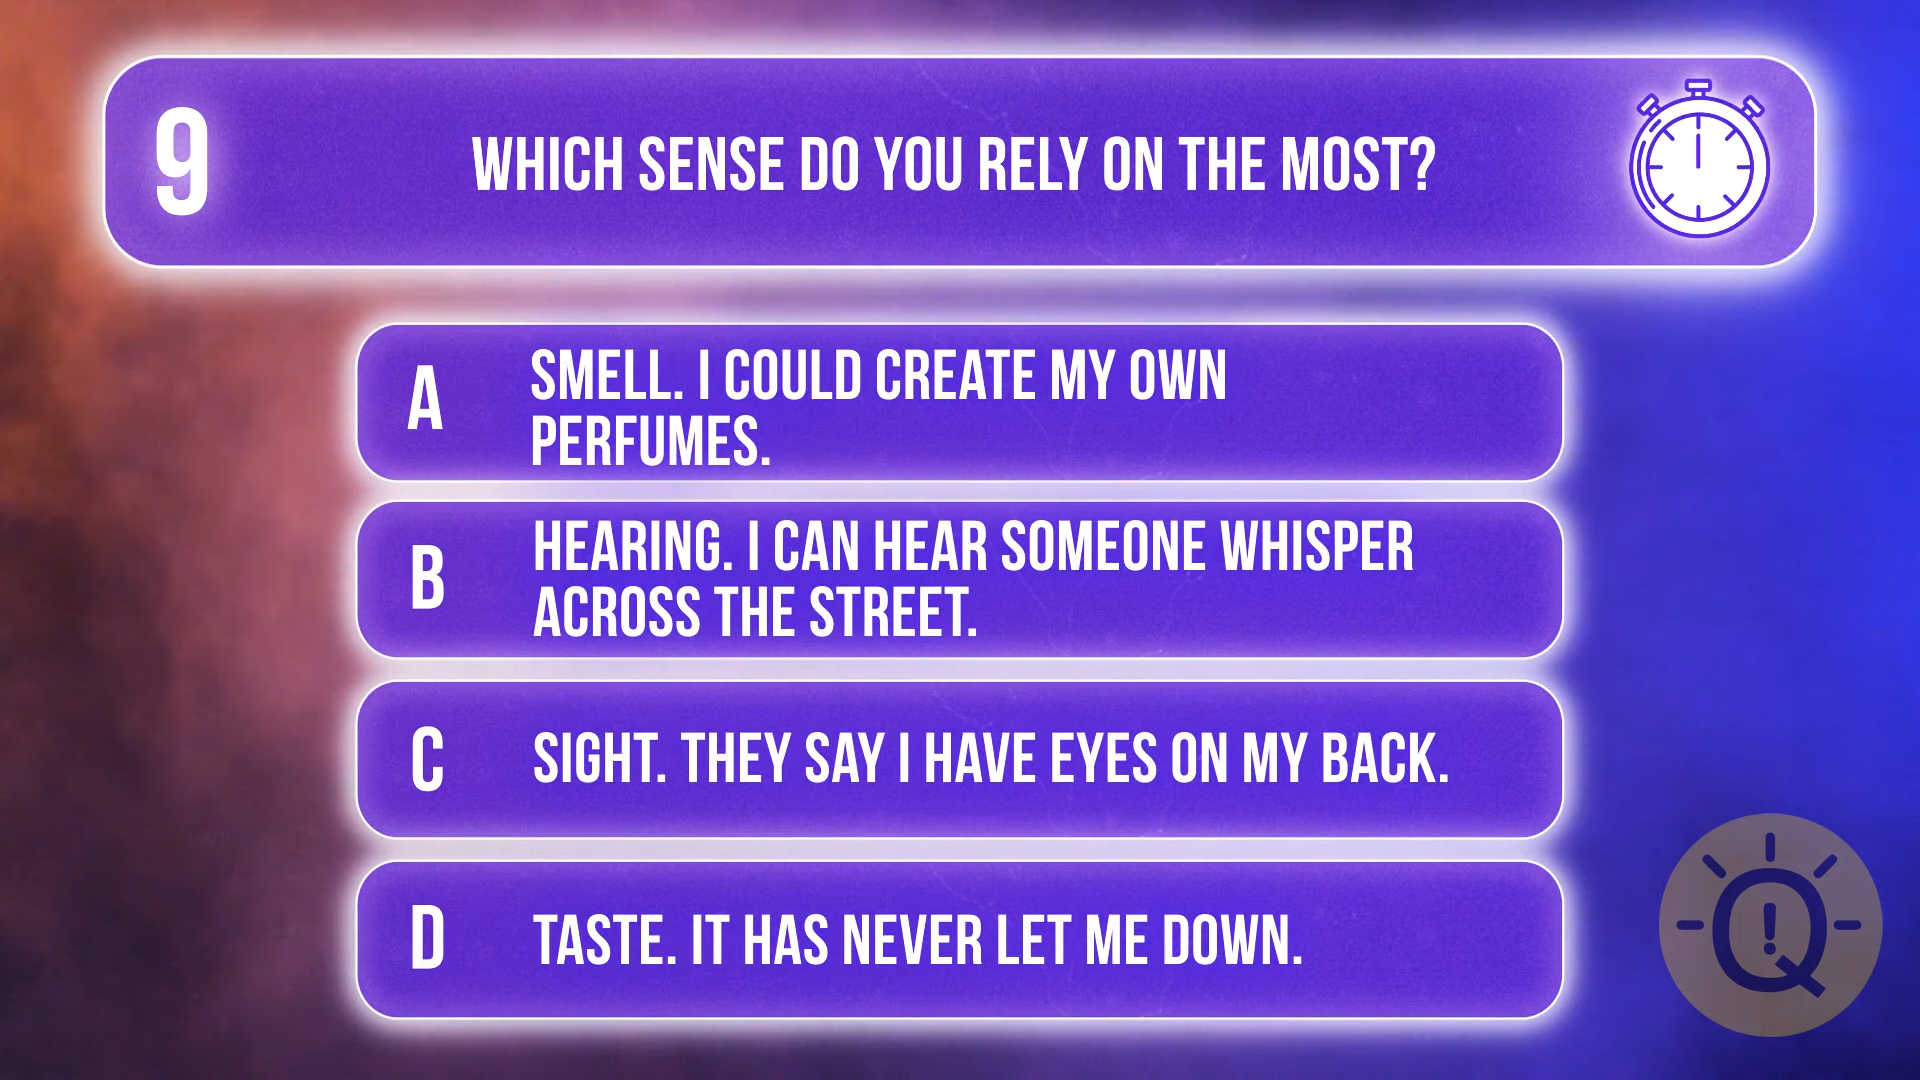 9
WHICH SENSE DO YOU RELY ON THE MOST?
A
SMELL. I COULD CREATE MY OWN
PERFUMES.
B
HEARING. I CAN HEAR SOMEONE WHISPER
ACROSS THE STREET.
C
SIGHT. THEY SAY I HAVE EYES ON MY BACK.
D
TASTE. IT HAS NEVER LET ME DOWN.
Q!